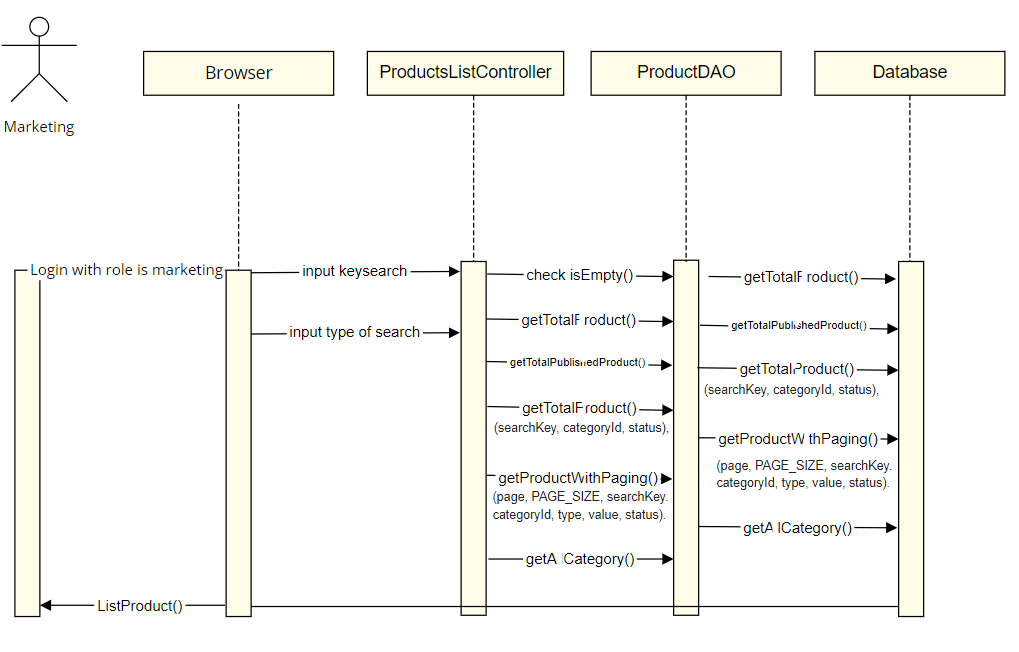 Browser
ProductsListController
ProductDAO
Database
Marketing
Login with role is marketing
input keysearch
check isEmpty()
getTotalProduct()
getTotalProduct()
getTotalPublishedProduct()
input type of search
getTotalPublishedProduct()
getTotalProduct()
(searchKey, categoryId, status),
getTotalProduct()
(searchKey, categoryId, status),
getProductWithPaging()
(page, PAGE_SIZE, searchKey.
categoryId, type, value, status).
getProductWithPaging()
(page, PAGE_SIZE, searchKey.
categoryId, type, value, status).
getAllCategory()
getAllCategory()
ListProduct()